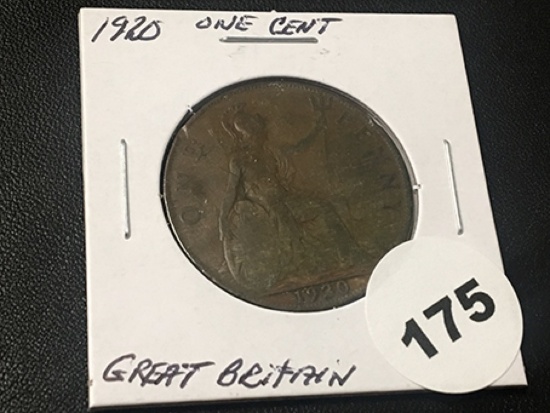 1920 ONE CENT
ONE PENNY
1920
175
GREAT BRITAIN